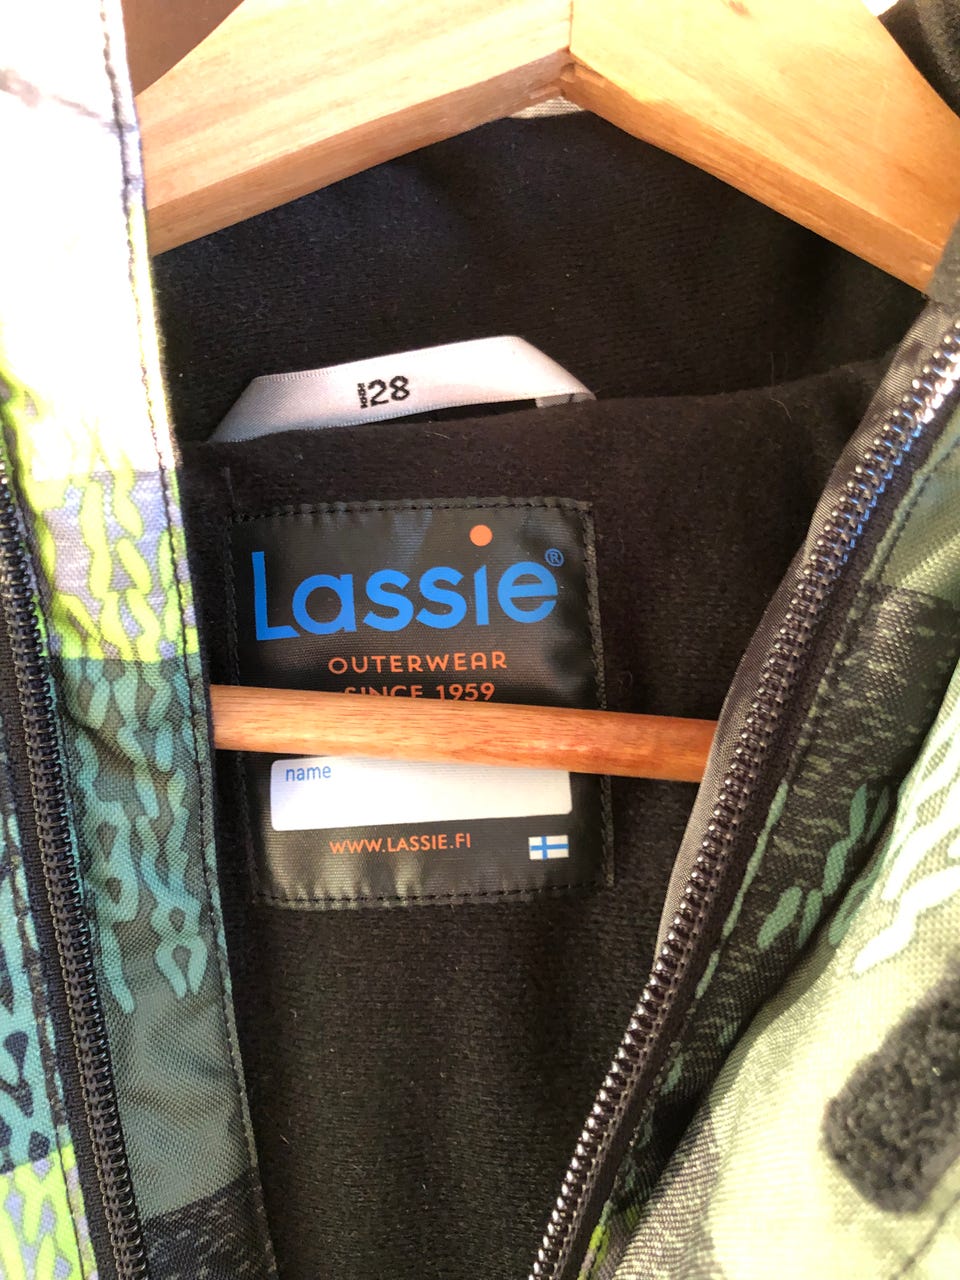 128
Lassie®
OUTERWEAR
SINCE 1959
name
WWW.LASSIE.FI